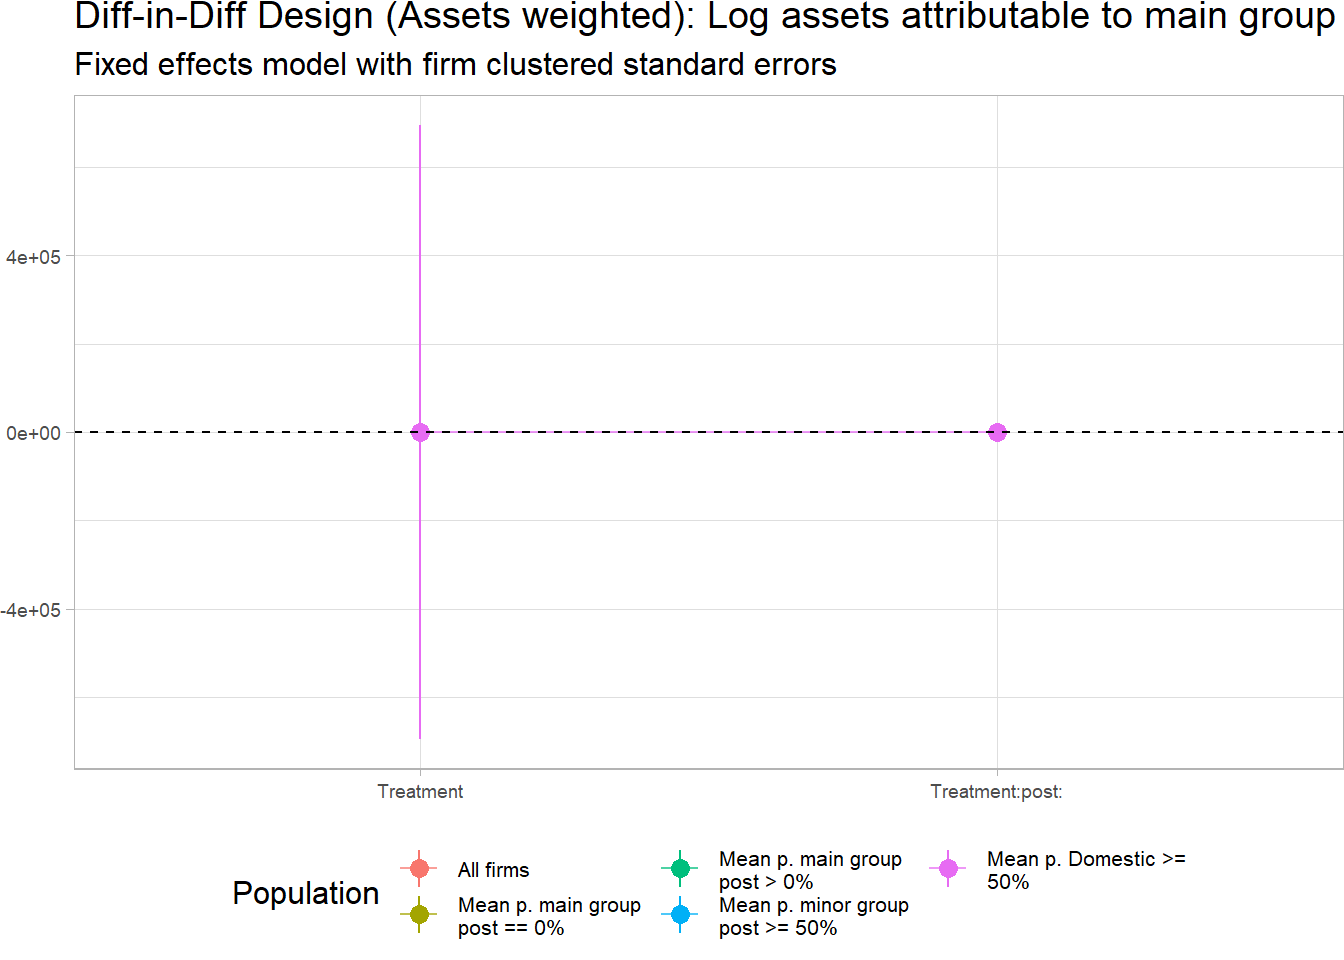 Diff-in-Diff Design (Assets weighted): Log assets attributable to main group
Fixed effects model with firm clustered standard errors
4e+05
0e+00
-4e+05
Treatment
Treatment:post:
Population
All firms
Mean p. main group
post == 0%
Mean p. main group
post > 0%
Mean p. minor group
post >= 50%
Mean p. Domestic >=
50%